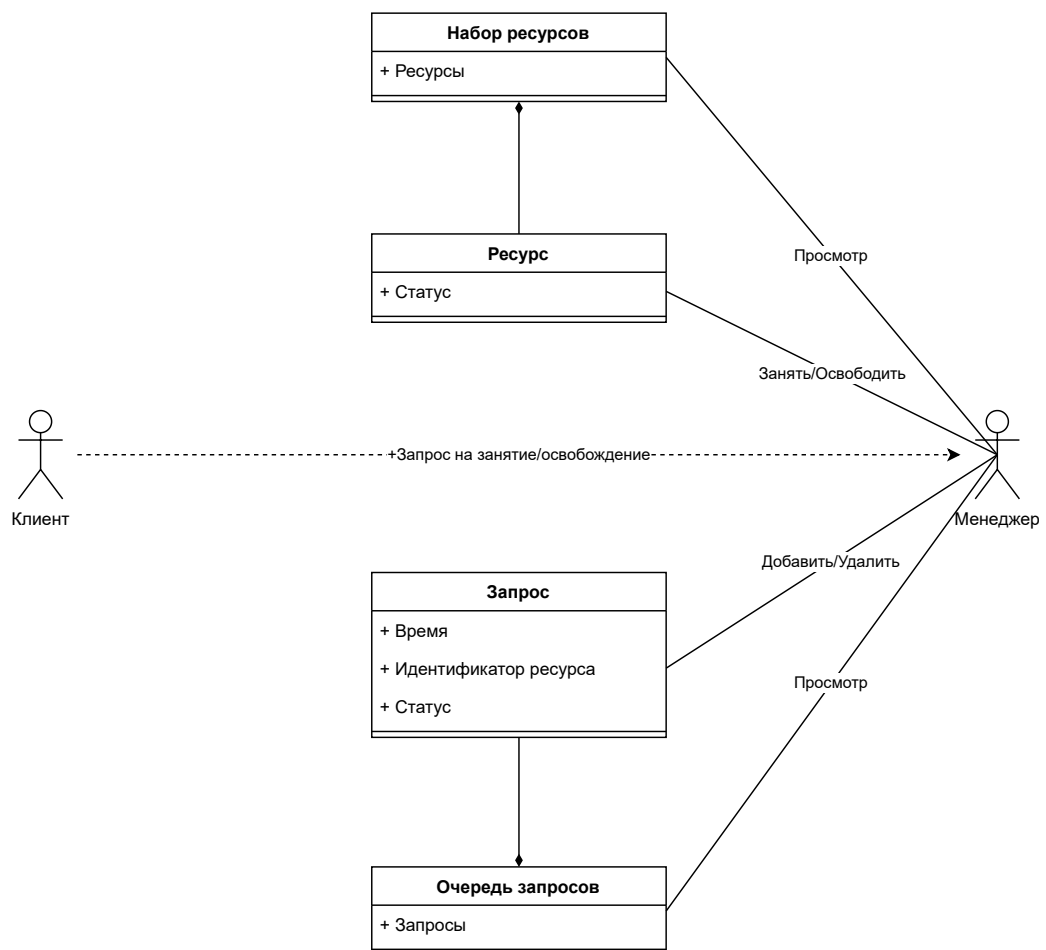 Набор ресурсов
+ Ресурсы
Просмотр
Ресурс
+ Статус
Занять/Освободить
+Запрос на занятие/освобождение
Клиент
Менеджер
Добавить/Удалить
Запрос
+ Время
+ Идентификатор ресурса
+ Статус
Просмотр
Очередь запросов
+ Запросы